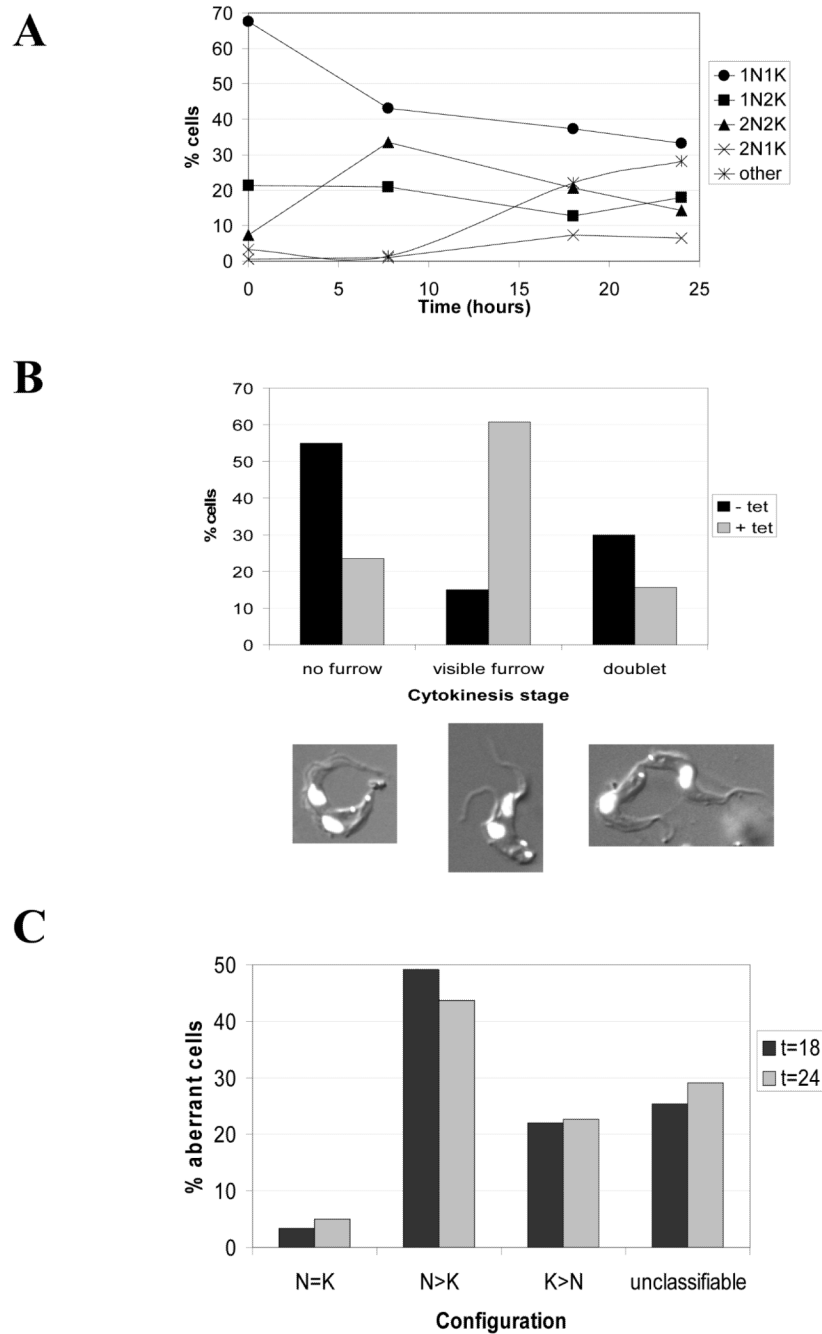 A
70
60
50
40
30
20
10
0
% cells
0 5 10 15 20 25
Time (hours)
1N1K
1N2K
2N2K
2N1K
other
B
70
60
50
40
30
20
10
0
% cells
no furrow visible furrow doublet
Cytokinesis stage
- tet
+ tet
C
50
40
30
20
10
0
% aberrant cells
N=K N>K K>N unclassifiable
Configuration
t=18
t=24